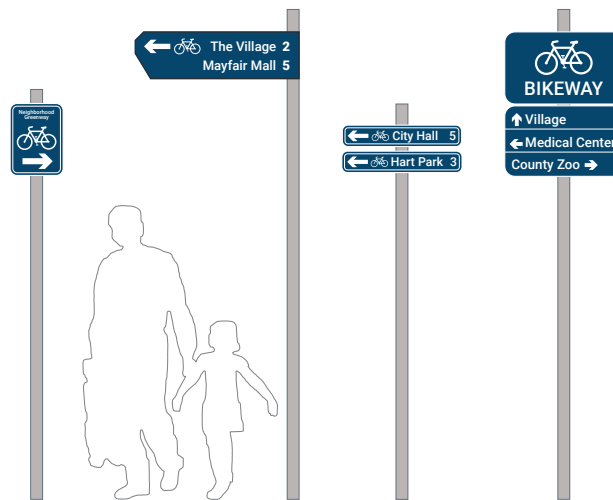 Neighborhood
Greenway
The Village 2
Mayfair Mall 5
City Hall 5
Hart Park 3
BIKEWAY
Village
Medical Center
County Zoo